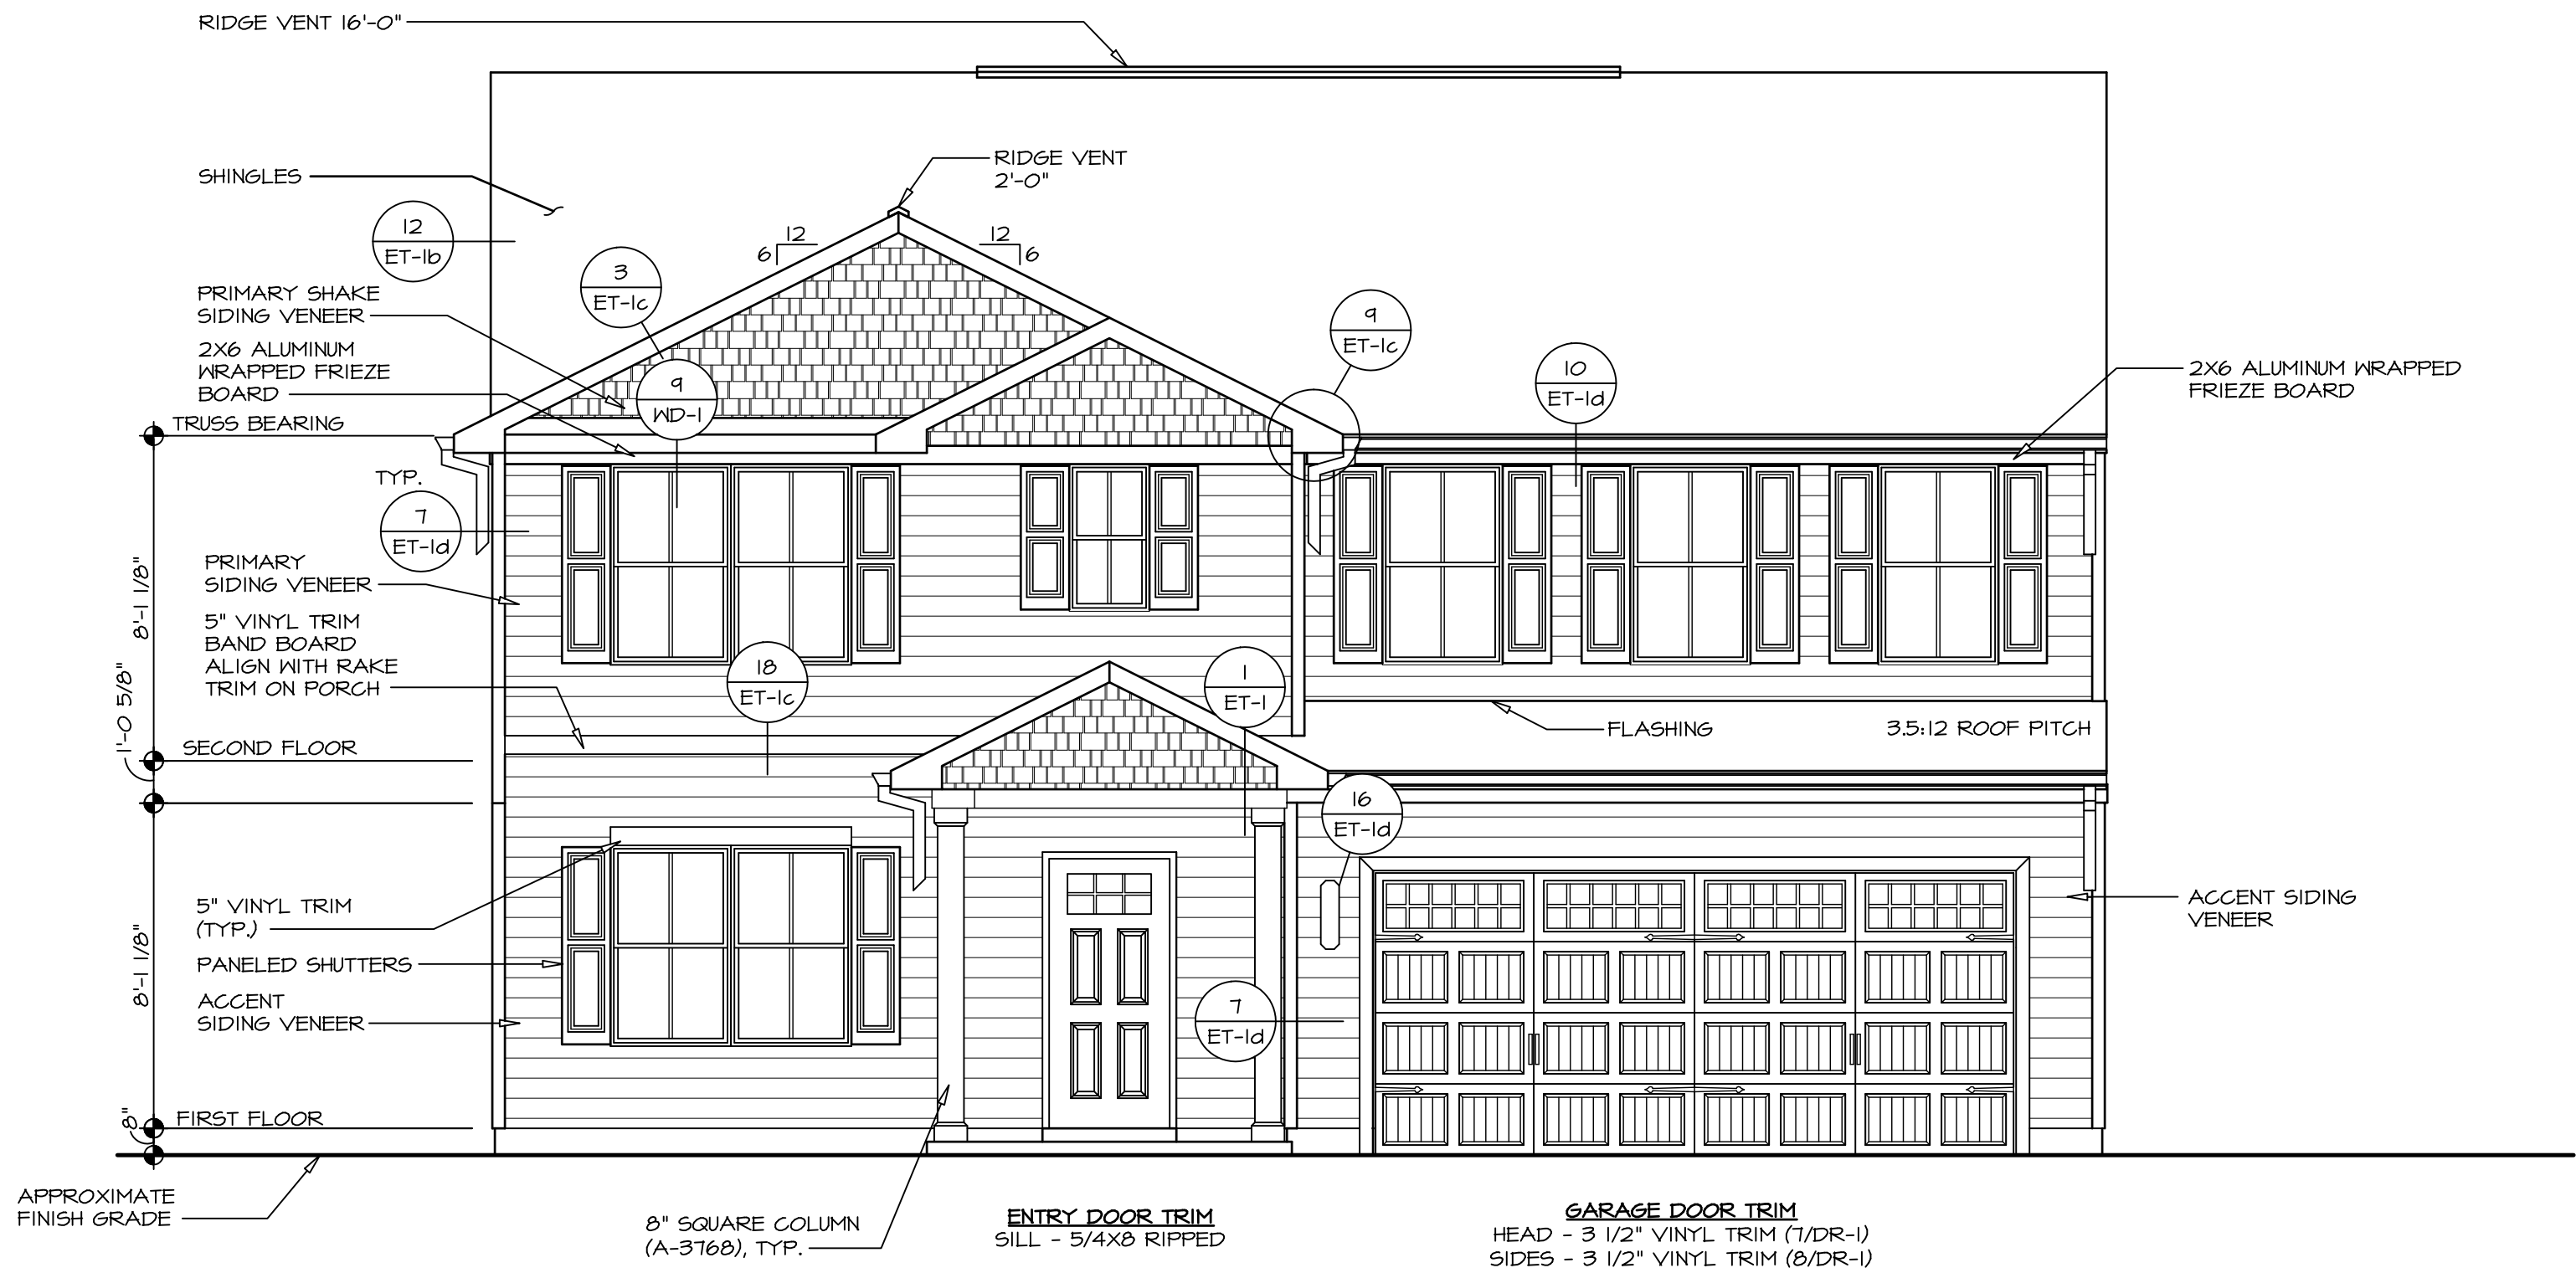 RIDGE VENT 16'-0"
RIDGE VENT
2'-0"
SHINGLES
12
ET-1b
12
6
12
6
3
ET-1c
PRIMARY SHAKE
SIDING VENEER
2X6 ALUMINUM
WRAPPED FRIEZE
BOARD
9
WD-1
9
ET-1c
10
ET-1d
2X6 ALUMINUM WRAPPED
FRIEZE BOARD
TRUSS BEARING
TYP.
7
ET-1d
8'-1 1/8"
PRIMARY
SIDING VENEER
5" VINYL TRIM
BAND BOARD
ALIGN WITH RAKE
TRIM ON PORCH
18
ET-1c
1
ET-1
FLASHING
3.5:12 ROOF PITCH
1'-0 5/8"
SECOND FLOOR
16
ET-1d
5" VINYL TRIM
(TYP.)
ACCENT SIDING
VENEER
8'-1 1/8"
PANELED SHUTTERS
ACCENT
SIDING VENEER
7
ET-1d
8"
FIRST FLOOR
APPROXIMATE
FINISH GRADE
8" SQUARE COLUMN
(A-3768), TYP.
ENTRY DOOR TRIM
SILL - 5/4X8 RIPPED
GARAGE DOOR TRIM
HEAD - 3 1/2" VINYL TRIM (7/DR-1)
SIDES - 3 1/2" VINYL TRIM (8/DR-1)